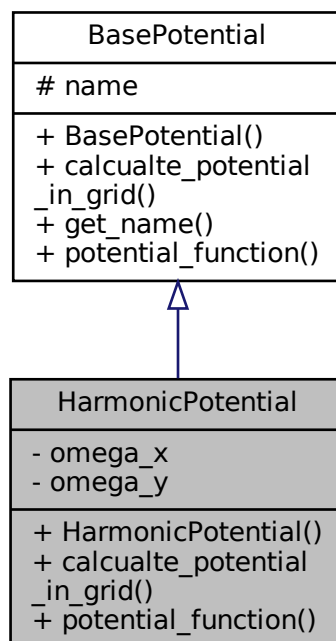 BasePotential
# name
+ BasePotential()
+ calcualte_potential
_in_grid()
+ get_name()
+ potential_function()
HarmonicPotential
- omega_x
- omega_y
+ HarmonicPotential()
+ calcualte_potential
_in_grid()
+ potential_function()